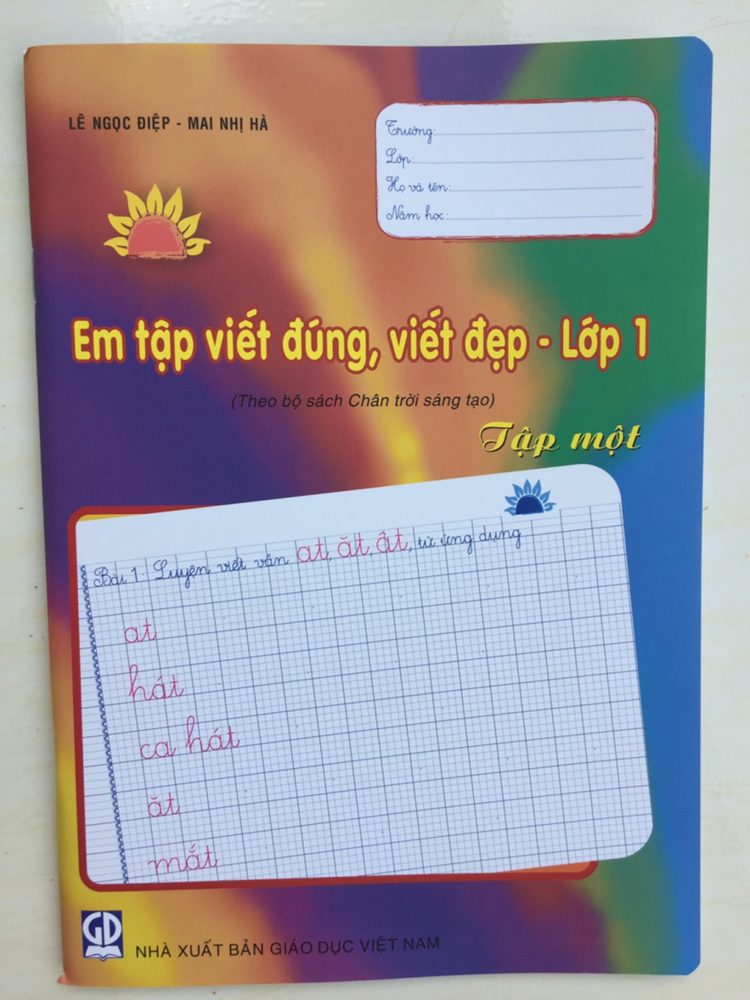 LÊ NGỌC ĐIỆP - MAI NHỊ HÀ
Trường:
Lớp:
Họ và tên:
Năm học:
Em tập viết đúng, viết đẹp - Lớp 1
(Theo bộ sách Chân trời sáng tạo)
Tập một
Bài 1: Luyện viết vần at, ăt, ât, từ ứng dụng
at
hát
ca hát
ăt
mắt
GD
NHÀ XUẤT BẢN GIÁO DỤC VIỆT NAM